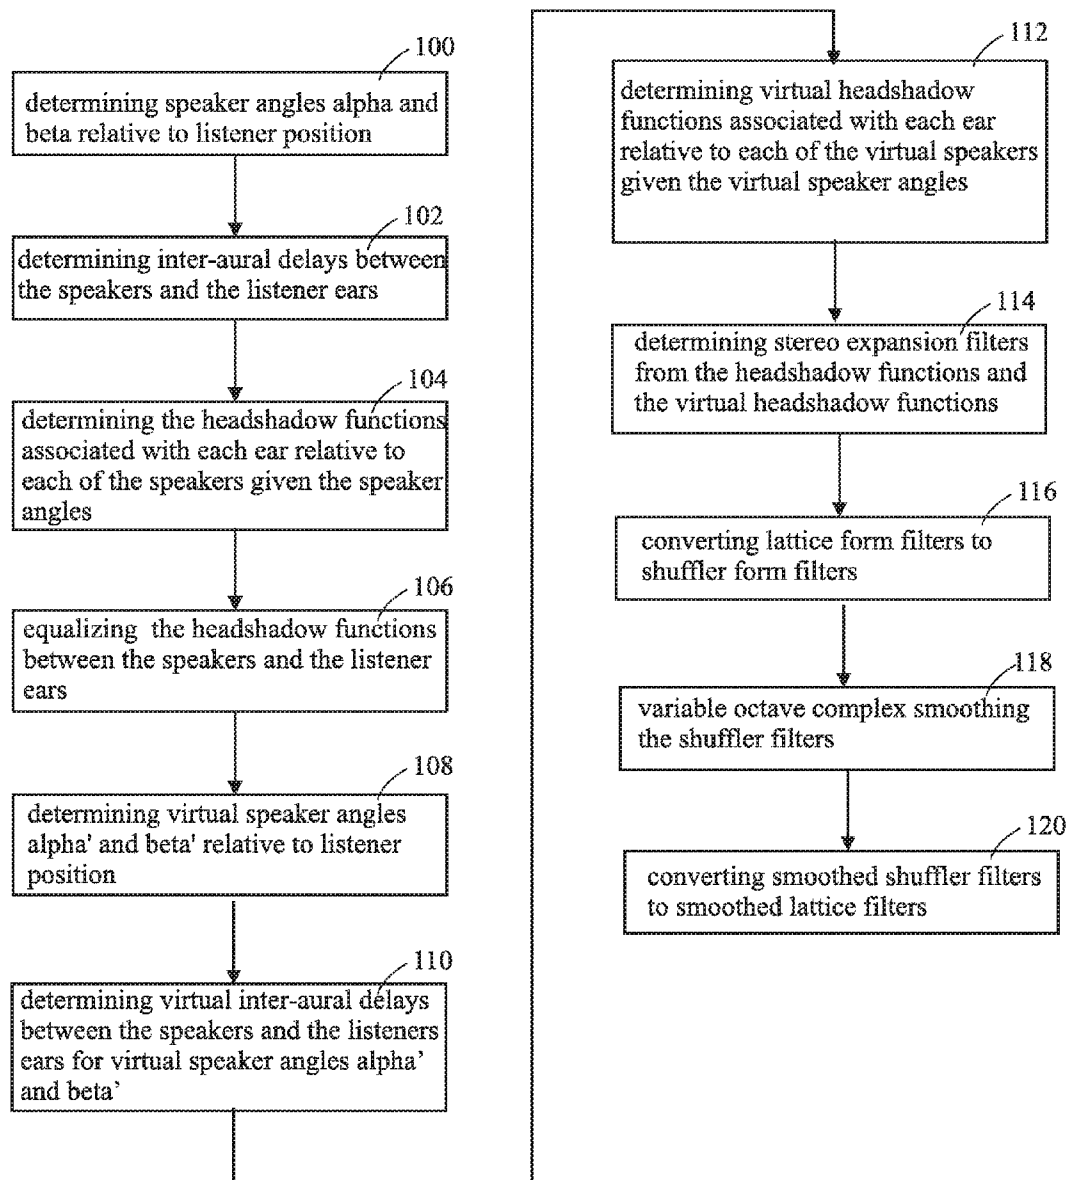 100
determining speaker angles alpha and
beta relative to listener position
102
determining inter-aural delays between
the speakers and the listener ears
104
determining the headshadow functions
associated with each ear relative to
each of the speakers given the speaker
angles
106
equalizing the headshadow functions
between the speakers and the listener
ears
108
determining virtual speaker angles
alpha' and beta' relative to listener
position
110
determining virtual inter-aural delays
between the speakers and the listeners
ears for virtual speaker angles alpha’
and beta’
112
determining virtual headshadow
functions associated with each ear
relative to each of the virtual speakers
given the virtual speaker angles
114
determining stereo expansion filters
from the headshadow functions and
the virtual headshadow functions
116
converting lattice form filters to
shuffler form filters
118
variable octave complex smoothing
the shuffler filters
120
converting smoothed shuffler filters
to smoothed lattice filters